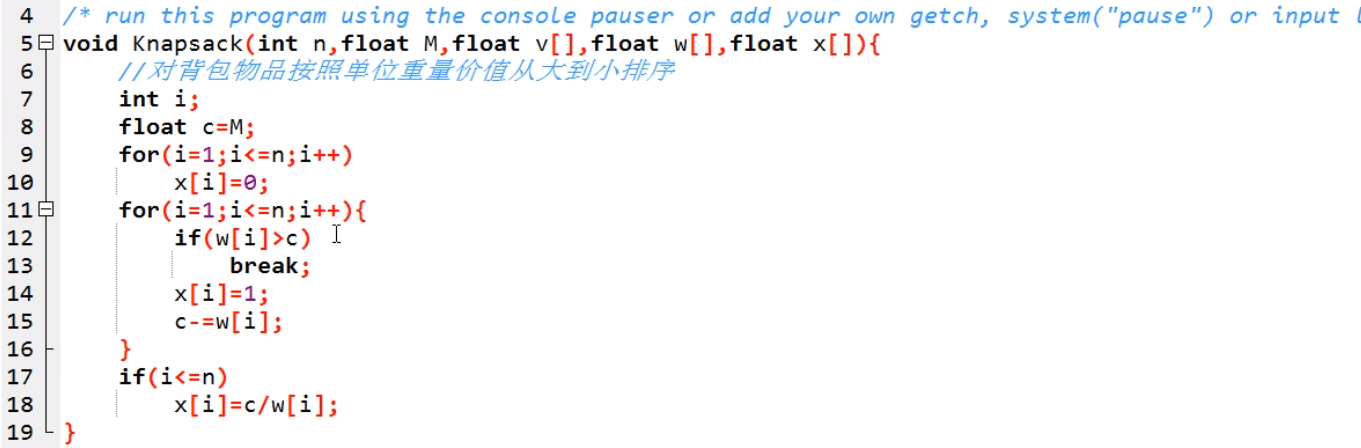 4 /* run this program using the console pauser or add your own getch, system("pause") or input
5 void Knapsack(int n,float M,float v[],float w[],float x[]){
6 //对背包物品按照单位重量价值从大到小排序
7 int i;
8 float c=M;
9 for(i=1;i<=n;i++)
10 x[i]=0;
11 for(i=1;i<=n;i++){
12 if(w[i]>c)
13 break;
14 x[i]=1;
15 c-=w[i];
16 }
17 if(i<=n)
18 x[i]=c/w[i];
19 }